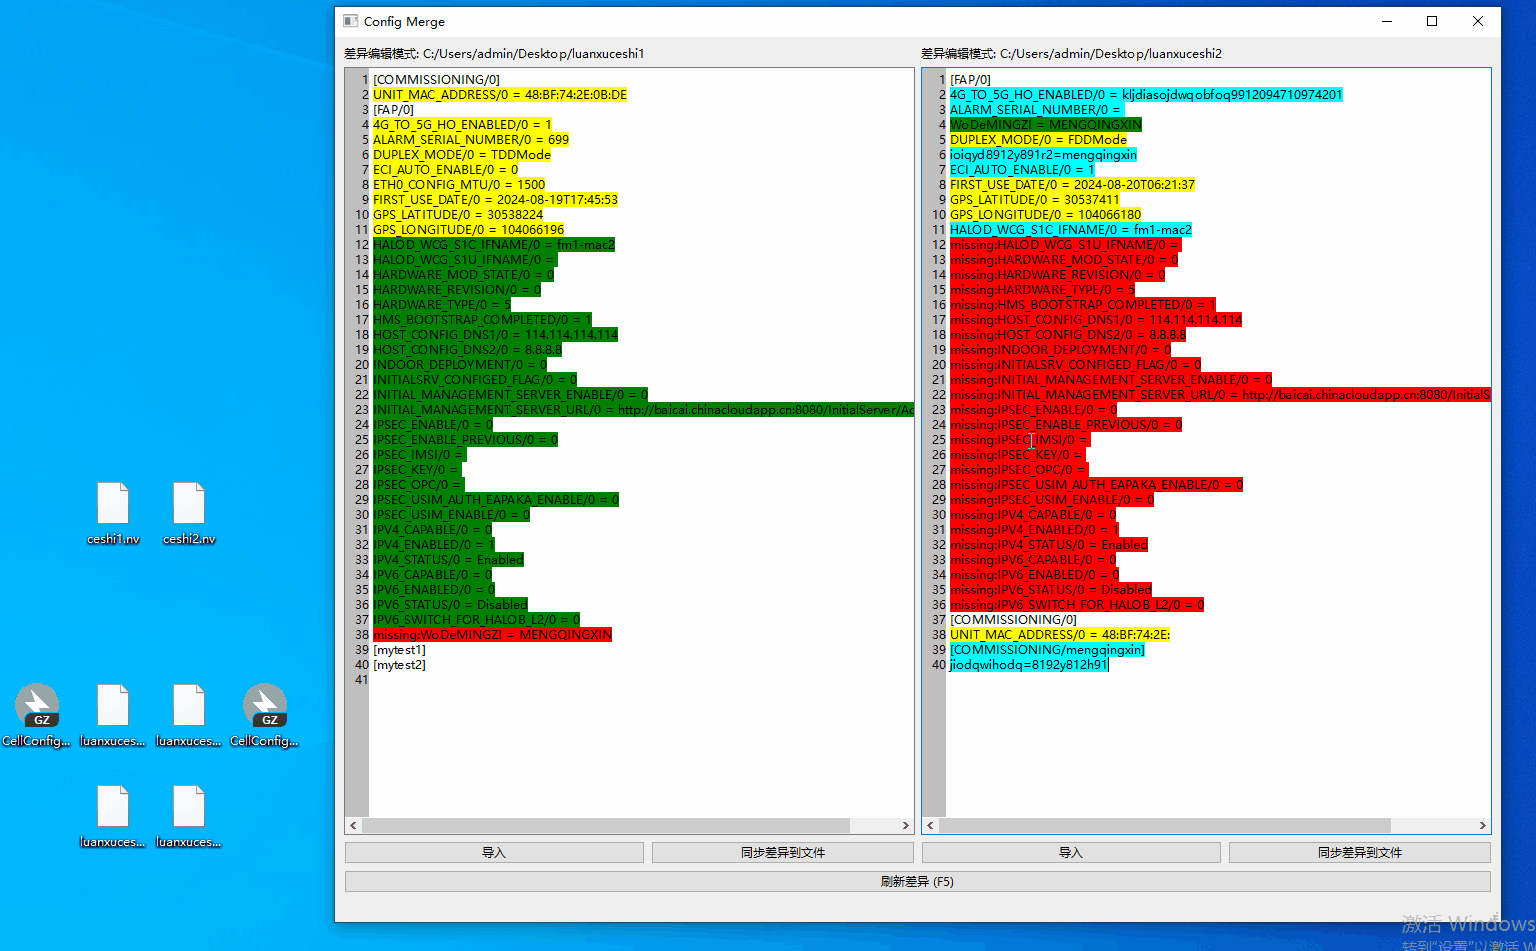 Config Merge
差异编辑模式: C:/Users/admin/Desktop/luanxuceshi1
1 [COMMISSIONING/0]
2 UNIT_MAC_ADDRESS/0 = 48:BF:74:2E:0B:DE
3 [FAP/0]
4 4G_TO_5G_HO_ENABLED/0 = 1
5 ALARM_SERIAL_NUMBER/0 = 699
6 DUPLEX_MODE/0 = TDDMode
7 ECI_AUTO_ENABLE/0 = 0
8 ETH0_CONFIG_MTU/0 = 1500
9 FIRST_USE_DATE/0 = 2024-08-19T17:45:53
10 GPS_LATITUDE/0 = 30538224
11 GPS_LONGITUDE/0 = 104066196
12 HALOD_WCG_S1C_IFNAME/0 = fm1-mac2
13 HALOD_WCG_S1U_IFNAME/0 =
14 HARDWARE_MOD_STATE/0 = 0
15 HARDWARE_REVISION/0 = 0
16 HARDWARE_TYPE/0 = 5
17 HMS_BOOTSTRAP_COMPLETED/0 = 1
18 HOST_CONFIG_DNS1/0 = 114.114.114.114
19 HOST_CONFIG_DNS2/0 = 8.8.8.8
20 INDOOR_DEPLOYMENT/0 = 0
21 INITIALSRV_CONFIGED_FLAG/0 = 0
22 INITIAL_MANAGEMENT_SERVER_ENABLE/0 = 0
23 INITIAL_MANAGEMENT_SERVER_URL/0 = http://baicai.chinacloudapp.cn:8080/InitialServer/Ac
24 IPSEC_ENABLE/0 = 0
25 IPSEC_ENABLE_PREVIOUS/0 = 0
26 IPSEC_IMSI/0 =
27 IPSEC_KEY/0 =
28 IPSEC_OPC/0 =
29 IPSEC_USIM_AUTH_EAPAKA_ENABLE/0 = 0
30 IPSEC_USIM_ENABLE/0 = 0
31 IPV4_CAPABLE/0 = 0
32 IPV4_ENABLED/0 = 1
33 IPV4_STATUS/0 = Enabled
34 IPV6_CAPABLE/0 = 0
35 IPV6_ENABLED/0 = 0
36 IPV6_STATUS/0 = Disabled
37 IPV6_SWITCH_FOR_HALOB_L2/0 = 0
38 missing:WoDeMINGZI = MENGQINGXIN
39 [mytest1]
40 [mytest2]
41
导入
同步差异到文件
差异编辑模式: C:/Users/admin/Desktop/luanxuceshi2
1 [FAP/0]
2 4G_TO_5G_HO_ENABLED/0 = kljdiasojdwqobfoq9912094710974201
3 ALARM_SERIAL_NUMBER/0 =
4 WoDeMINGZI = MENGQINGXIN
5 DUPLEX_MODE/0 = FDDMode
6 ioiqyd8912y891r2=mengqingxin
7 ECI_AUTO_ENABLE/0 = 1
8 FIRST_USE_DATE/0 = 2024-08-20T06:21:37
9 GPS_LATITUDE/0 = 30537411
10 GPS_LONGITUDE/0 = 104066180
11 HALOD_WCG_S1C_IFNAME/0 = fm1-mac2
12 missing:HALOD_WCG_S1U_IFNAME/0 =
13 missing:HARDWARE_MOD_STATE/0 = 0
14 missing:HARDWARE_REVISION/0 = 0
15 missing:HARDWARE_TYPE/0 = 5
16 missing:HMS_BOOTSTRAP_COMPLETED/0 = 1
17 missing:HOST_CONFIG_DNS1/0 = 114.114.114.114
18 missing:HOST_CONFIG_DNS2/0 = 8.8.8.8
19 missing:INDOOR_DEPLOYMENT/0 = 0
20 missing:INITIALSRV_CONFIGED_FLAG/0 = 0
21 missing:INITIAL_MANAGEMENT_SERVER_ENABLE/0 = 0
22 missing:INITIAL_MANAGEMENT_SERVER_URL/0 = http://baicai.chinacloudapp.cn:8080/InitialS
23 missing:IPSEC_ENABLE/0 = 0
24 missing:IPSEC_ENABLE_PREVIOUS/0 = 0
25 missing:IPSEC_IMSI/0 =
26 missing:IPSEC_KEY/0 =
27 missing:IPSEC_OPC/0 =
28 missing:IPSEC_USIM_AUTH_EAPAKA_ENABLE/0 = 0
29 missing:IPSEC_USIM_ENABLE/0 = 0
30 missing:IPV4_CAPABLE/0 = 0
31 missing:IPV4_ENABLED/0 = 1
32 missing:IPV4_STATUS/0 = Enabled
33 missing:IPV6_CAPABLE/0 = 0
34 missing:IPV6_ENABLED/0 = 0
35 missing:IPV6_STATUS/0 = Disabled
36 missing:IPV6_SWITCH_FOR_HALOB_L2/0 = 0
37 [COMMISSIONING/0]
38 UNIT_MAC_ADDRESS/0 = 48:BF:74:2E:
39 [COMMISSIONING/mengqingxin]
40 jiodqwihodq=8192y812h91
导入
同步差异到文件
刷新差异 (F5)
ceshi1.nv
ceshi2.nv
GZ
CellConfig...
luanxuces...
luanxuces...
GZ
CellConfig...
luanxuces...
luanxuces...
激活 Windows
转到"设置"以激活 W